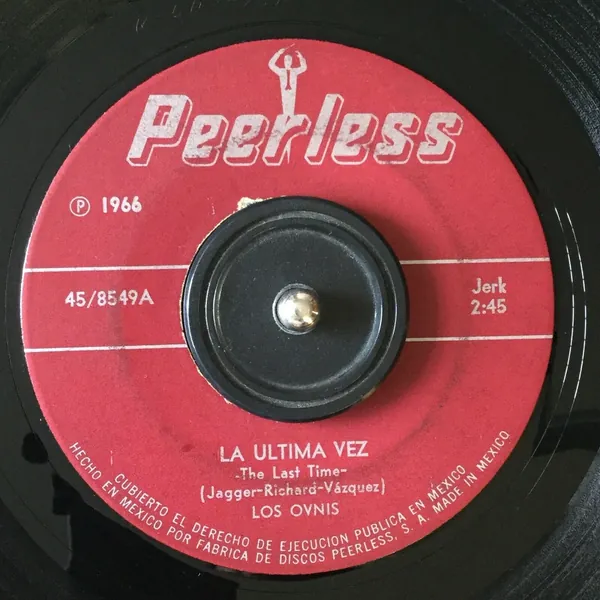 Peerless
Ⓟ 1966
45/8549A
Jerk
2:45
LA ULTIMA VEZ
-The Last Time-
(Jagger-Richard-Vázquez)
LOS OVNIS
CUBIERTO EL DERECHO DE EJECUCION PUBLICA EN MEXICO
HECHO EN MEXICO POR FABRICA DE DISCOS PEERLESS, S. A. MADE IN MEXICO